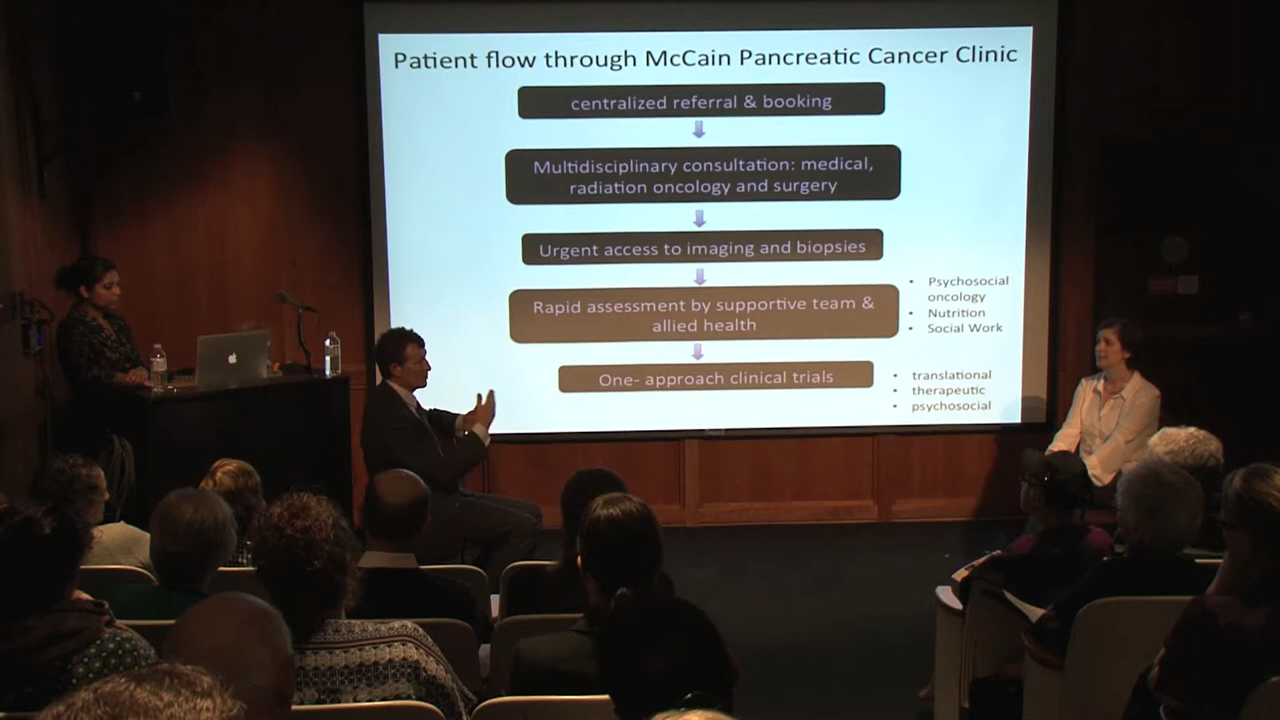 Patient flow through McCain Pancreatic Cancer Clinic
centralized referral & booking
Multidisciplinary consultation: medical,
radiation oncology and surgery
Urgent access to imaging and biopsies
Rapid assessment by supportive team &
allied health
• Psychosocial
oncology
• Nutrition
• Social Work
One- approach clinical trials
• translational
• therapeutic
• psychosocial